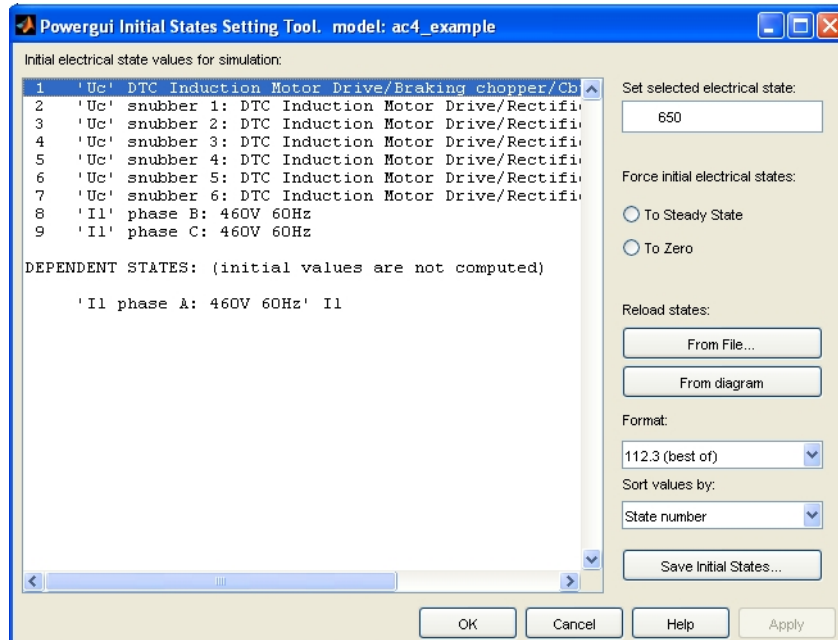 Powergui Initial States Setting Tool. model: ac4_example
Initial electrical state values for simulation:
1 'Uc' DTC Induction Motor Drive/Braking chopper/Cb
2 'Uc' snubber 1: DTC Induction Motor Drive/Rectifi
3 'Uc' snubber 2: DTC Induction Motor Drive/Rectifi
4 'Uc' snubber 3: DTC Induction Motor Drive/Rectifi
5 'Uc' snubber 4: DTC Induction Motor Drive/Rectifi
6 'Uc' snubber 5: DTC Induction Motor Drive/Rectifi
7 'Uc' snubber 6: DTC Induction Motor Drive/Rectifi
8 'Il' phase B: 460V 60Hz
9 'Il' phase C: 460V 60Hz
DEPENDENT STATES: (initial values are not computed)
'Il phase A: 460V 60Hz' Il
Set selected electrical state:
650
Force initial electrical states:
To Steady State
To Zero
Reload states:
From File...
From diagram
Format:
112.3 (best of)
Sort values by:
State number
Save Initial States...
OK
Cancel
Help
Apply